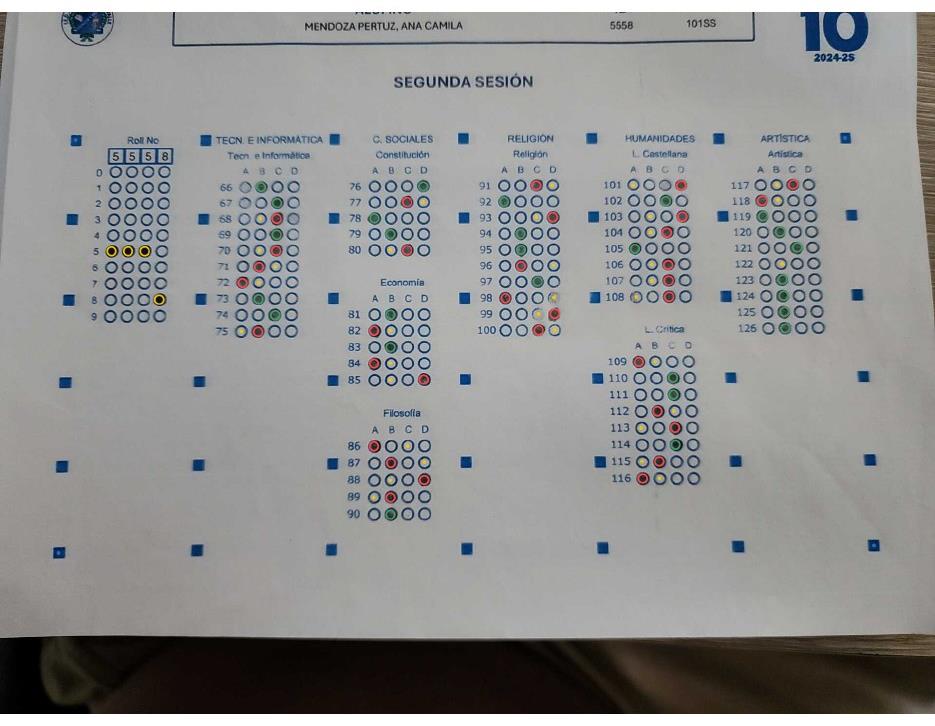 MENDOZA PERTUZ, ANA CAMILA 5558 101SS
10
2024-25
SEGUNDA SESIÓN
Roll No
5 5 5 8
0
1
2
3
4
5
6
7
8
9
TECN. E INFORMÁTICA
Tecn. e Informática
A B C D
66
67
68
69
70
71
72
73
74
75
C. SOCIALES
Constitución
A B C D
76
77
78
79
80
Economía
A B C D
81
82
83
84
85
Filosofía
A B C D
86
87
88
89
90
RELIGIÓN
Religión
A B C D
91
92
93
94
95
96
97
98
99
100
HUMANIDADES
L. Castellana
A B C D
101
102
103
104
105
106
107
108
L. Crítica
A B C D
109
110
111
112
113
114
115
116
ARTÍSTICA
Artística
A B C D
117
118
119
120
121
122
123
124
125
126